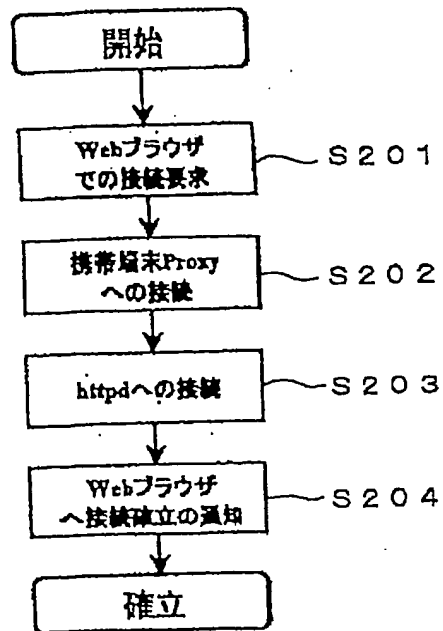 開始
Webブラウザ
での接続要求
S201
携帯端末Proxy
への接続
S202
httpdへの接続
S203
Webブラウザ
へ接続確立の通知
S204
確立